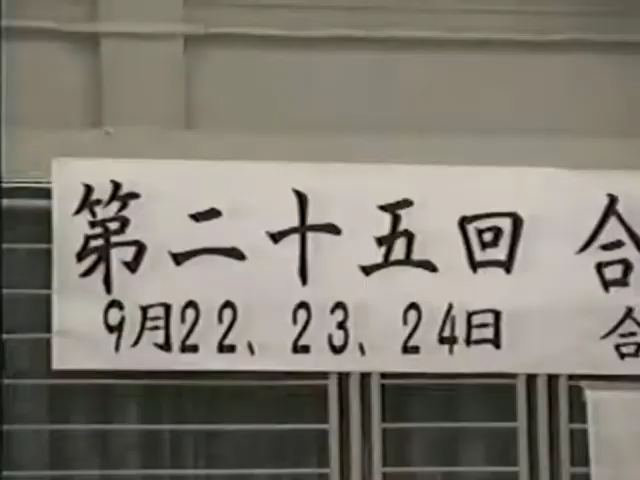 第二十五回 合
9月22、23、24日 合